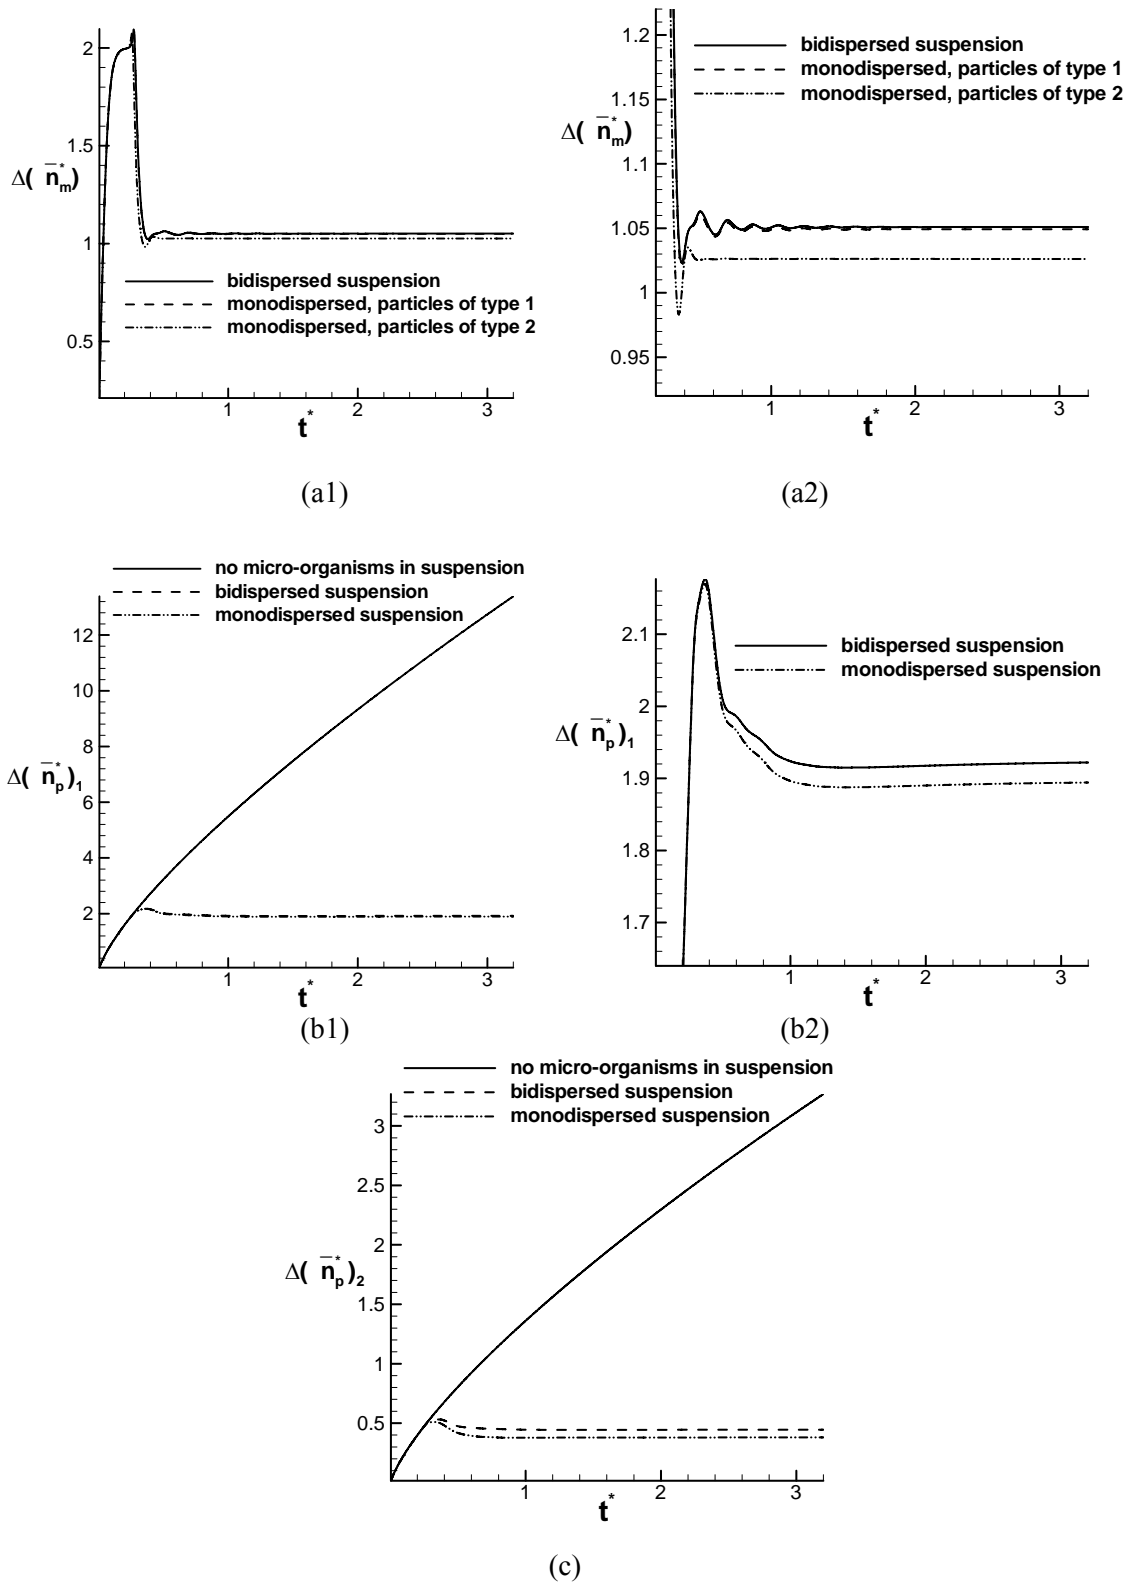 2
1.5
1
0.5
Δ( n̅*m)
bidispersed suspension
monodispersed, particles of type 1
monodispersed, particles of type 2
1 2 3
t*
(a1)
1.2
1.15
1.1
1.05
1
0.95
Δ( n̅*m)
bidispersed suspension
monodispersed, particles of type 1
monodispersed, particles of type 2
1 2 3
t*
(a2)
no micro-organisms in suspension
bidispersed suspension
monodispersed suspension
12
10
8
6
4
2
Δ( n̅*p)1
1 2 3
t*
(b1)
bidispersed suspension
monodispersed suspension
2.1
2
1.9
1.8
1.7
Δ( n̅*p)1
1 2 3
t*
(b2)
no micro-organisms in suspension
bidispersed suspension
monodispersed suspension
3
2.5
2
1.5
1
0.5
Δ( n̅*p)2
1 2 3
t*
(c)